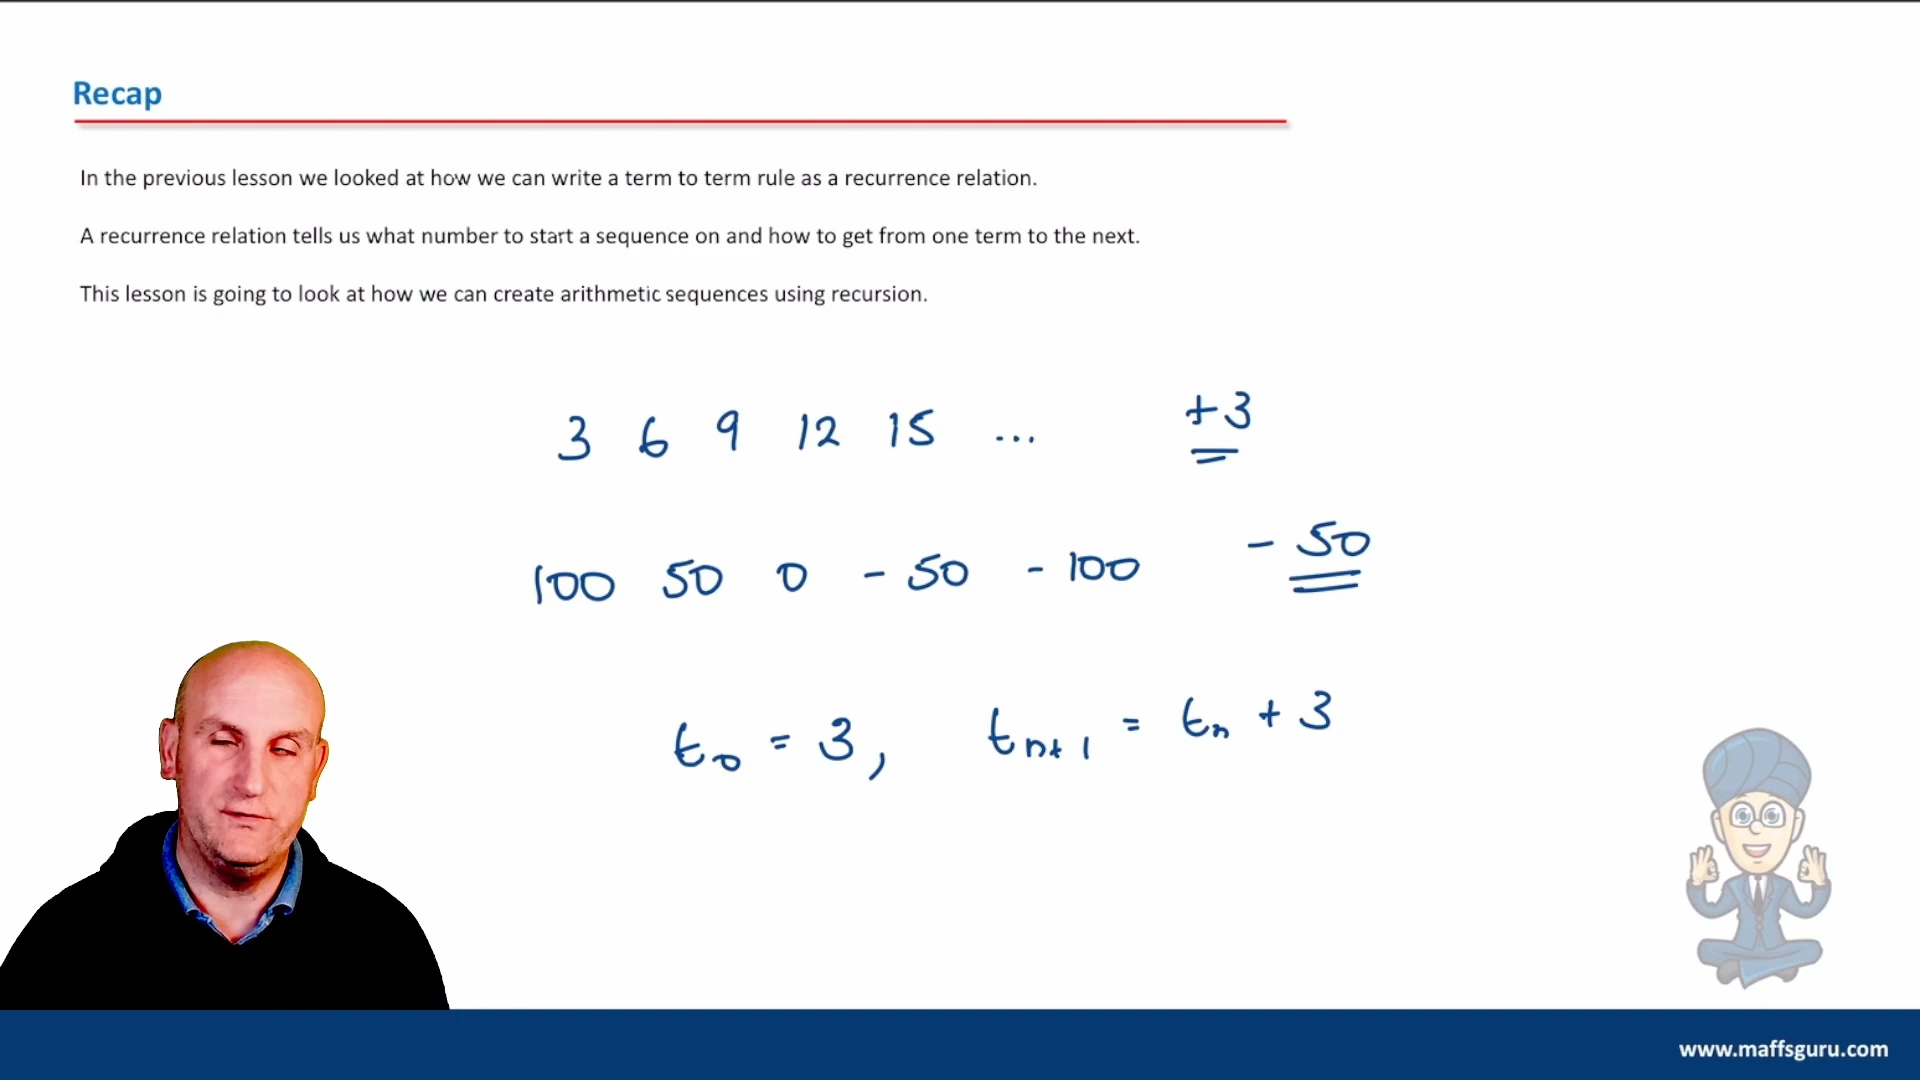 Recap
In the previous lesson we looked at how we can write a term to term rule as a recurrence relation.
A recurrence relation tells us what number to start a sequence on and how to get from one term to the next.
This lesson is going to look at how we can create arithmetic sequences using recursion.
3 6 9 12 15 ... +3
100 50 0 - 50 - 100 - 50
t₀ = 3, tₙ₊₁ = tₙ + 3
www.maffsguru.com